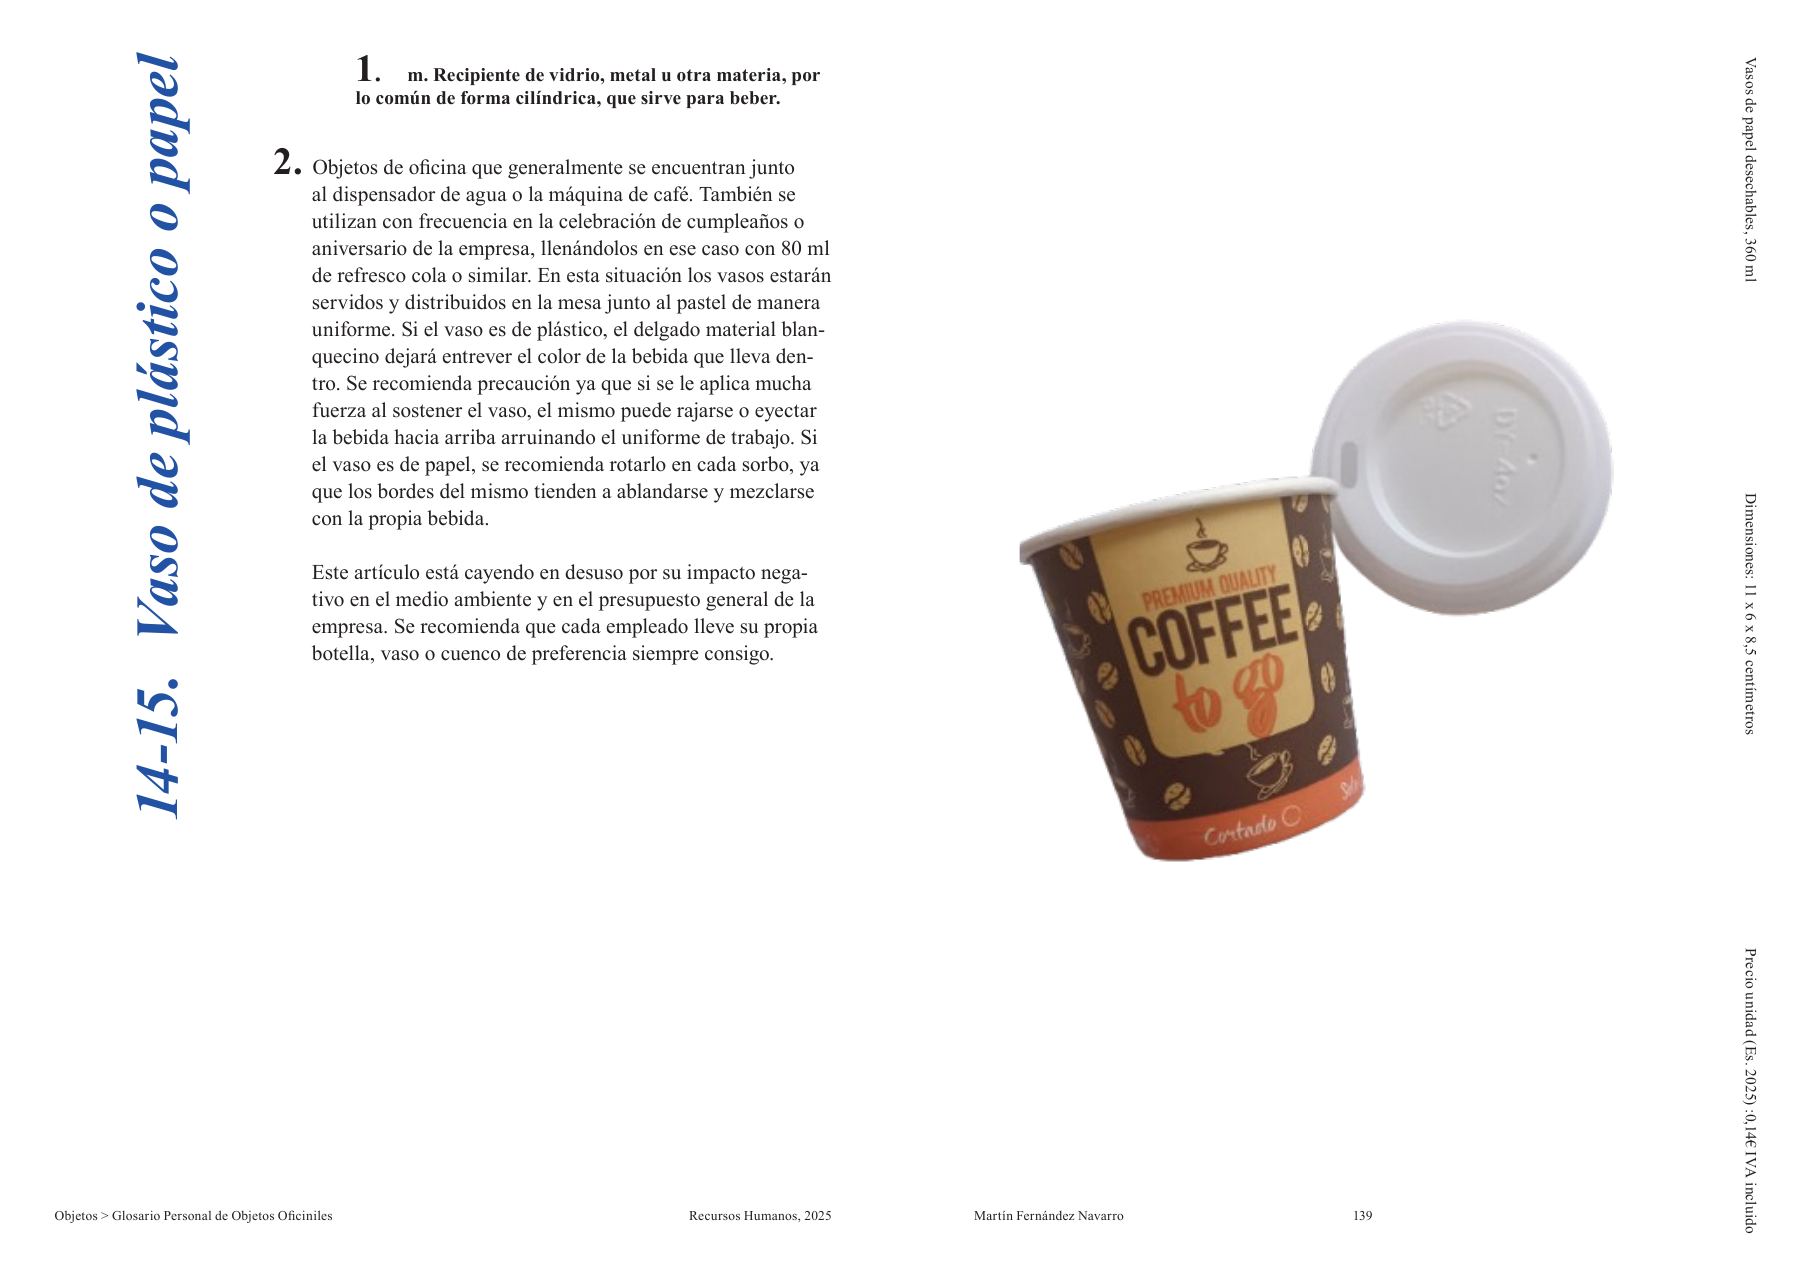 14-15. Vaso de plástico o papel
1. m. Recipiente de vidrio, metal u otra materia, por
lo común de forma cilíndrica, que sirve para beber.
2. Objetos de oficina que generalmente se encuentran junto
al dispensador de agua o la máquina de café. También se
utilizan con frecuencia en la celebración de cumpleaños o
aniversario de la empresa, llenándolos en ese caso con 80 ml
de refresco cola o similar. En esta situación los vasos estarán
servidos y distribuidos en la mesa junto al pastel de manera
uniforme. Si el vaso es de plástico, el delgado material blan-
quecino dejará entrever el color de la bebida que lleva den-
tro. Se recomienda precaución ya que si se le aplica mucha
fuerza al sostener el vaso, el mismo puede rajarse o eyectar
la bebida hacia arriba arruinando el uniforme de trabajo. Si
el vaso es de papel, se recomienda rotarlo en cada sorbo, ya
que los bordes del mismo tienden a ablandarse y mezclarse
con la propia bebida.
Este artículo está cayendo en desuso por su impacto nega-
tivo en el medio ambiente y en el presupuesto general de la
empresa. Se recomienda que cada empleado lleve su propia
botella, vaso o cuenco de preferencia siempre consigo.
PREMIUM QUALITY
COFFEE
to go
Cortado
Vasos de papel desechables, 360 ml
Dimensiones: 11 x 6 x 8,5 centímetros
Precio unidad (Es. 2025) :0,14€ IVA incluido
Objetos > Glosario Personal de Objetos Oficiniles
Recursos Humanos, 2025
Martín Fernández Navarro
139